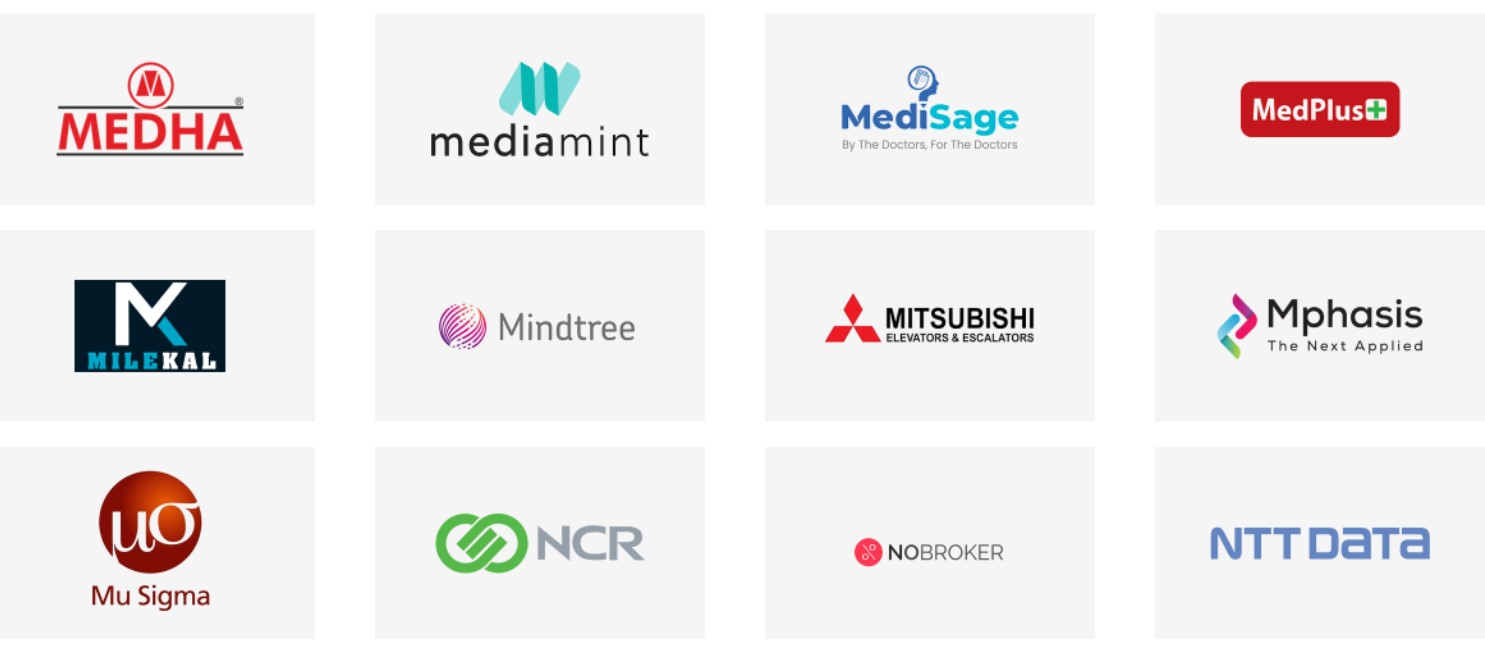 MEDHA
®
mediamint
MediSage
By The Doctors, For The Doctors
MedPlus
MILEKAL
Mindtree
MITSUBISHI
ELEVATORS & ESCALATORS
Mphasis
The Next Applied
μσ
Mu Sigma
NCR
NOBROKER
NTT DATA